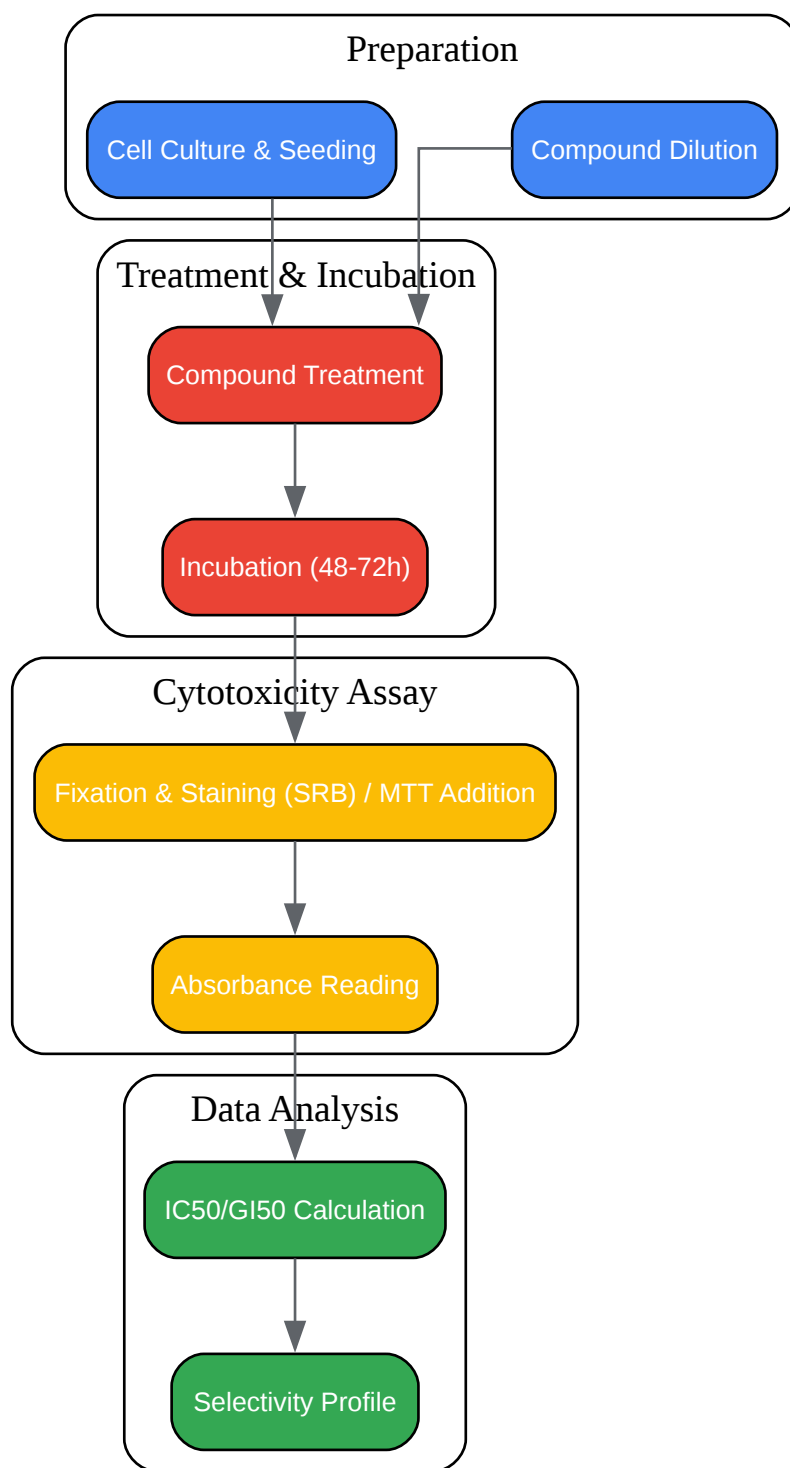 Preparation
Cell Culture & Seeding
Compound Dilution
Treatment & Incubation
Compound Treatment
Incubation (48-72h)
Cytotoxicity Assay
Fixation & Staining (SRB) / MTT Addition
Absorbance Reading
Data Analysis
IC50/GI50 Calculation
Selectivity Profile